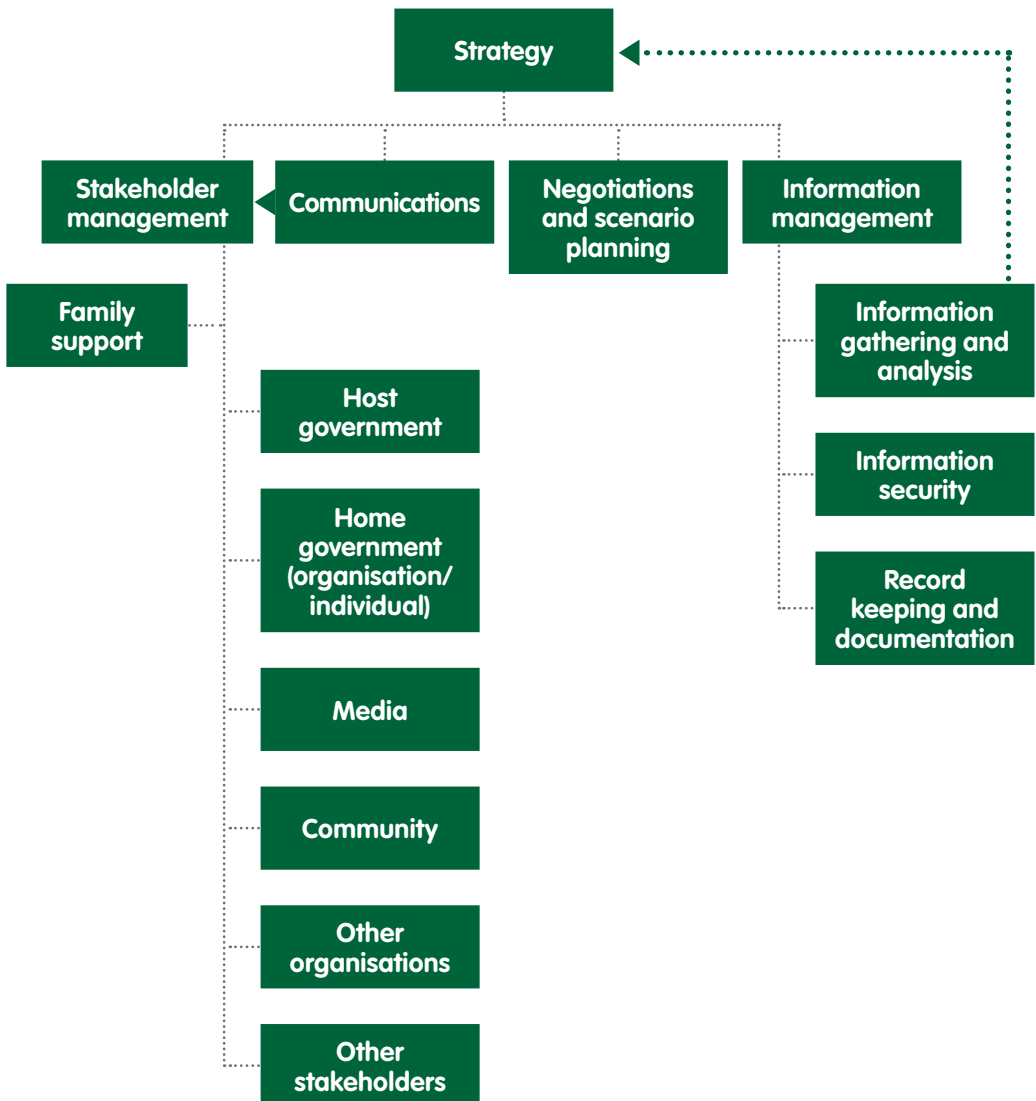 Strategy
Stakeholder
management
Communications
Negotiations
and scenario
planning
Information
management
Family
support
Information
gathering and
analysis
Host
government
Information
security
Home
government
(organisation/
individual)
Record
keeping and
documentation
Media
Community
Other
organisations
Other
stakeholders